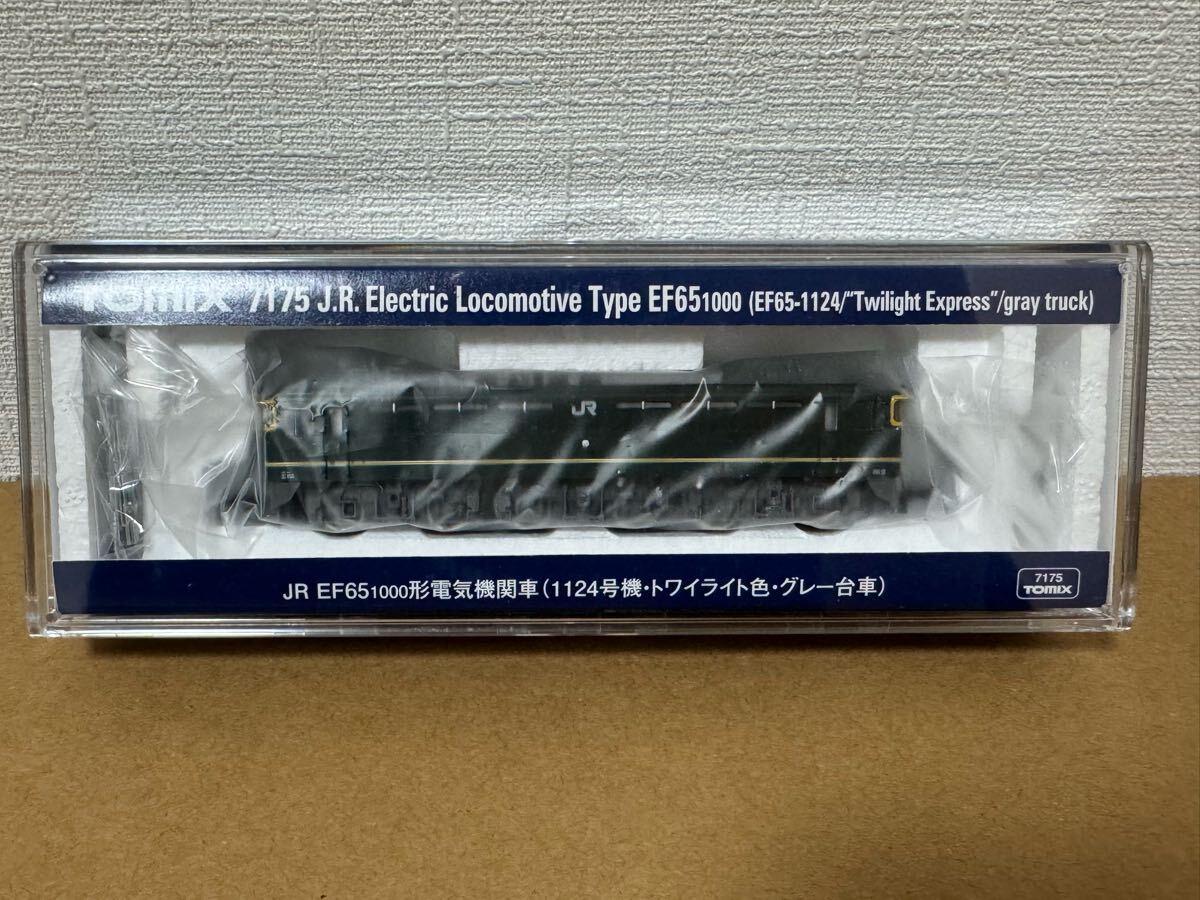 TOMIX 7175 J.R. Electric Locomotive Type EF651000 (EF65-1124/“Twilight Express”/gray truck)
JR
JR EF651000形電気機関車(1124号機・トワイライト色・グレー台車)
7175
TOMIX